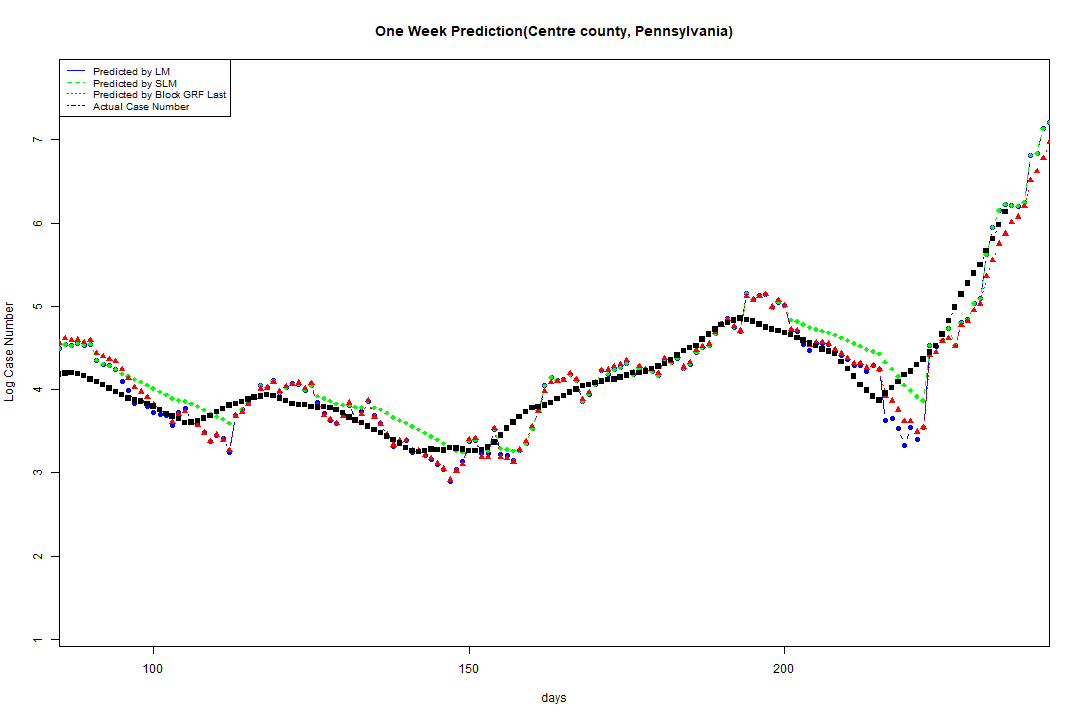 One Week Prediction(Centre county, Pennsylvania)
Predicted by LM
Predicted by SLM
Predicted by Block GRF Last
Actual Case Number
7
6
5
4
3
2
1
Log Case Number
100
150
200
days